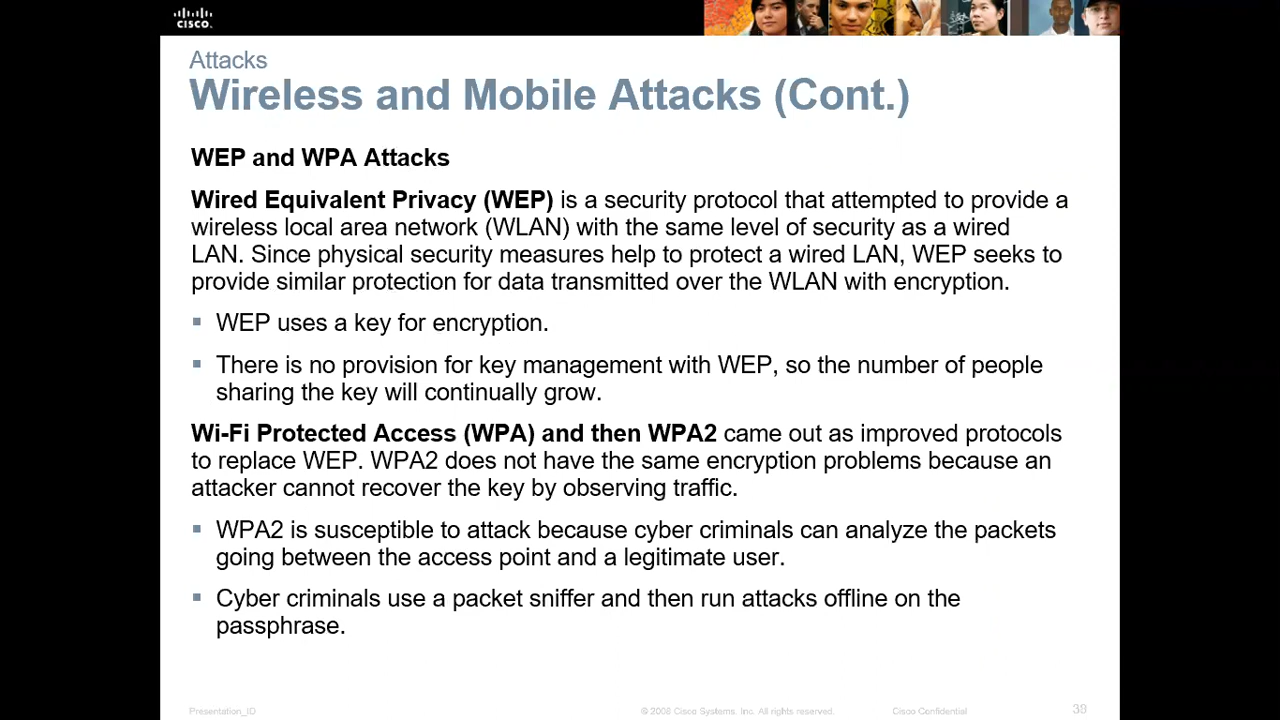 CISCO
Attacks
Wireless and Mobile Attacks (Cont.)
WEP and WPA Attacks
Wired Equivalent Privacy (WEP) is a security protocol that attempted to provide a
wireless local area network (WLAN) with the same level of security as a wired
LAN. Since physical security measures help to protect a wired LAN, WEP seeks to
provide similar protection for data transmitted over the WLAN with encryption.
▪ WEP uses a key for encryption.
▪ There is no provision for key management with WEP, so the number of people
sharing the key will continually grow.
Wi-Fi Protected Access (WPA) and then WPA2 came out as improved protocols
to replace WEP. WPA2 does not have the same encryption problems because an
attacker cannot recover the key by observing traffic.
▪ WPA2 is susceptible to attack because cyber criminals can analyze the packets
going between the access point and a legitimate user.
▪ Cyber criminals use a packet sniffer and then run attacks offline on the
passphrase.
Presentation_ID © 2008 Cisco Systems, Inc. All rights reserved. Cisco Confidential 39